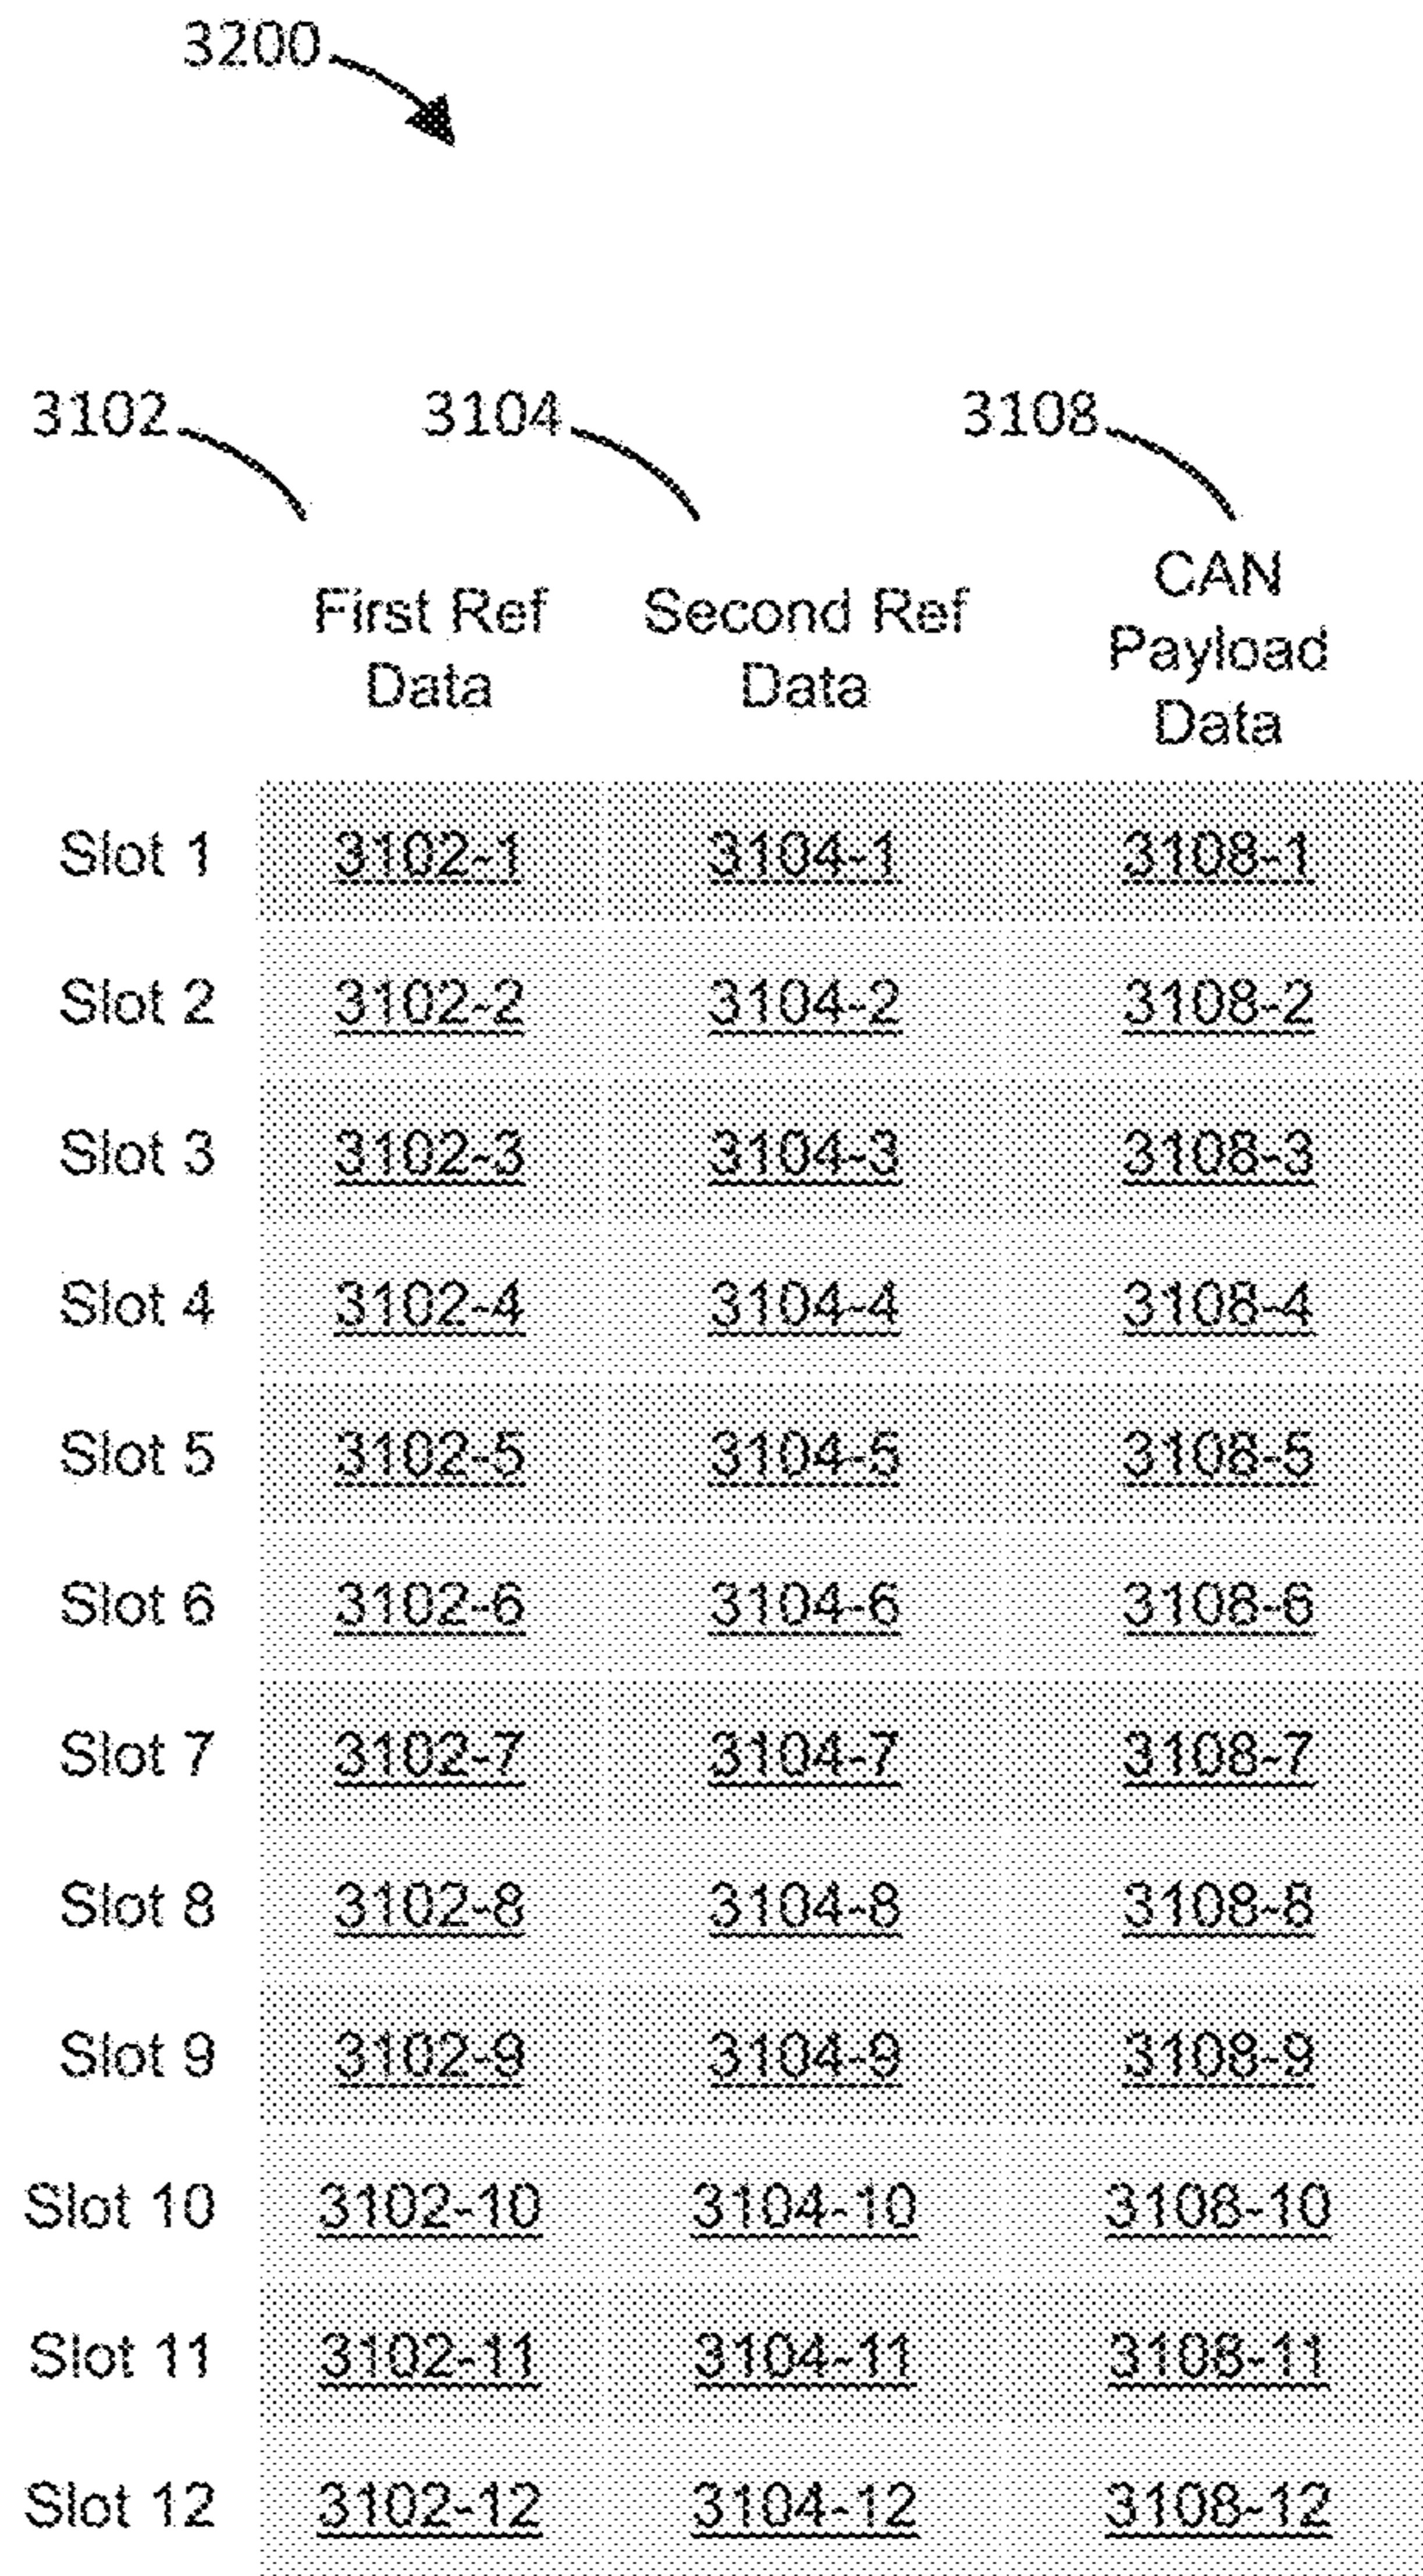 3200
3102 3104 3108
First Ref Data Second Ref Data CAN Payload Data
Slot 1 3102-1 3104-1 3108-1
Slot 2 3102-2 3104-2 3108-2
Slot 3 3102-3 3104-3 3108-3
Slot 4 3102-4 3104-4 3108-4
Slot 5 3102-5 3104-5 3108-5
Slot 6 3102-6 3104-6 3108-6
Slot 7 3102-7 3104-7 3108-7
Slot 8 3102-8 3104-8 3108-8
Slot 9 3102-9 3104-9 3108-9
Slot 10 3102-10 3104-10 3108-10
Slot 11 3102-11 3104-11 3108-11
Slot 12 3102-12 3104-12 3108-12